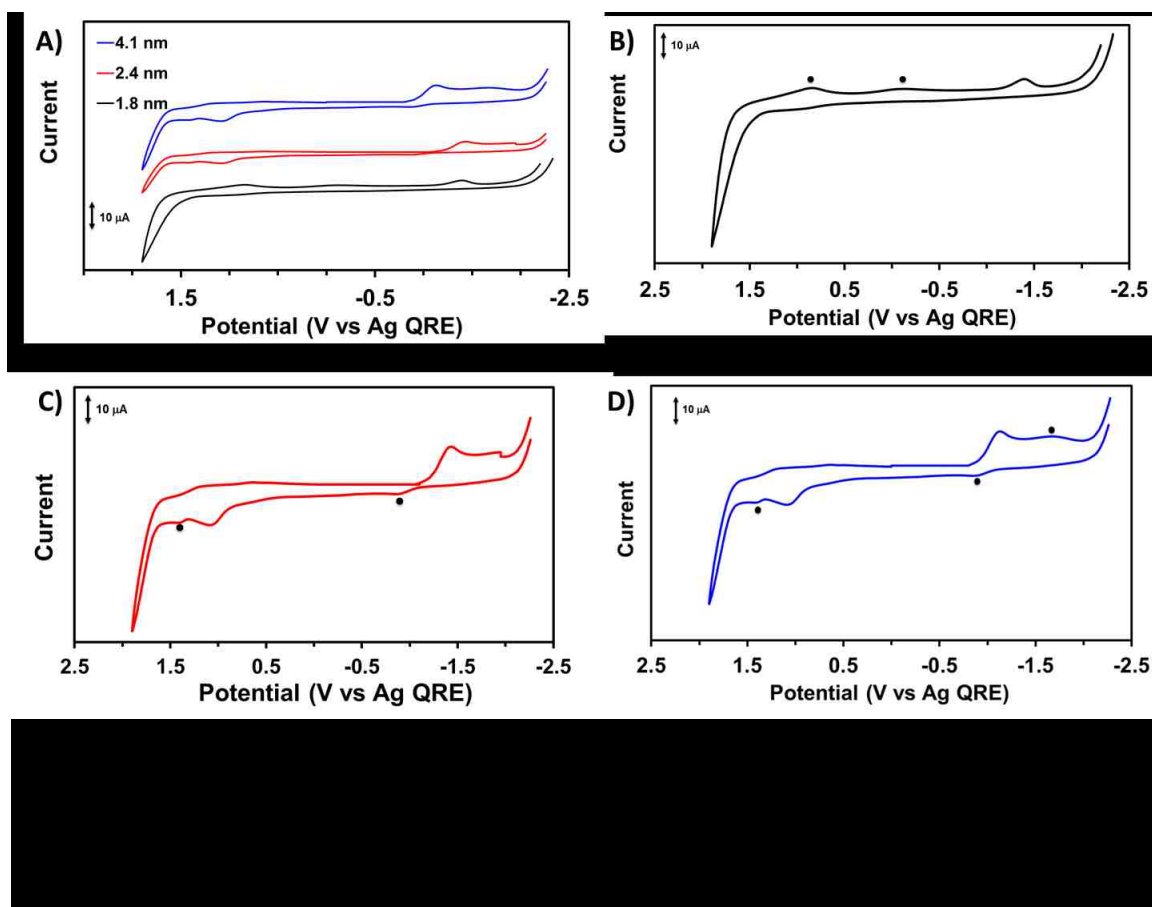 A)
4.1 nm
2.4 nm
1.8 nm
Current
10 µA
1.5 -0.5 -2.5
Potential (V vs Ag QRE)
B)
10 µA
Current
2.5 1.5 0.5 -0.5 -1.5 -2.5
Potential (V vs Ag QRE)
C)
10 µA
Current
2.5 1.5 0.5 -0.5 -1.5 -2.5
Potential (V vs Ag QRE)
D)
10 µA
Current
2.5 1.5 0.5 -0.5 -1.5 -2.5
Potential (V vs Ag QRE)